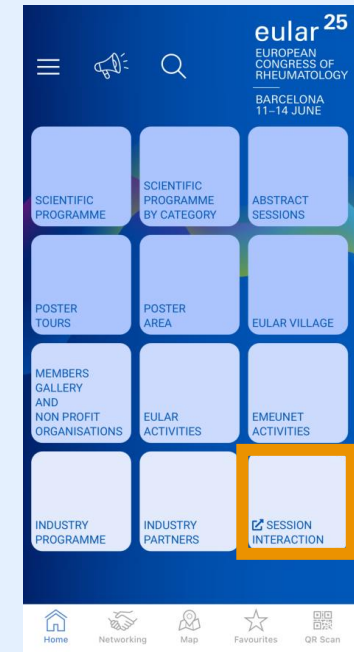 eular 25
EUROPEAN
CONGRESS OF
RHEUMATOLOGY
BARCELONA
11–14 JUNE
SCIENTIFIC
PROGRAMME
SCIENTIFIC
PROGRAMME
BY CATEGORY
ABSTRACT
SESSIONS
POSTER
TOURS
POSTER
AREA
EULAR VILLAGE
MEMBERS
GALLERY
AND
NON PROFIT
ORGANISATIONS
EULAR
ACTIVITIES
EMEUNET
ACTIVITIES
INDUSTRY
PROGRAMME
INDUSTRY
PARTNERS
SESSION
INTERACTION
Home
Networking
Map
Favourites
QR Scan